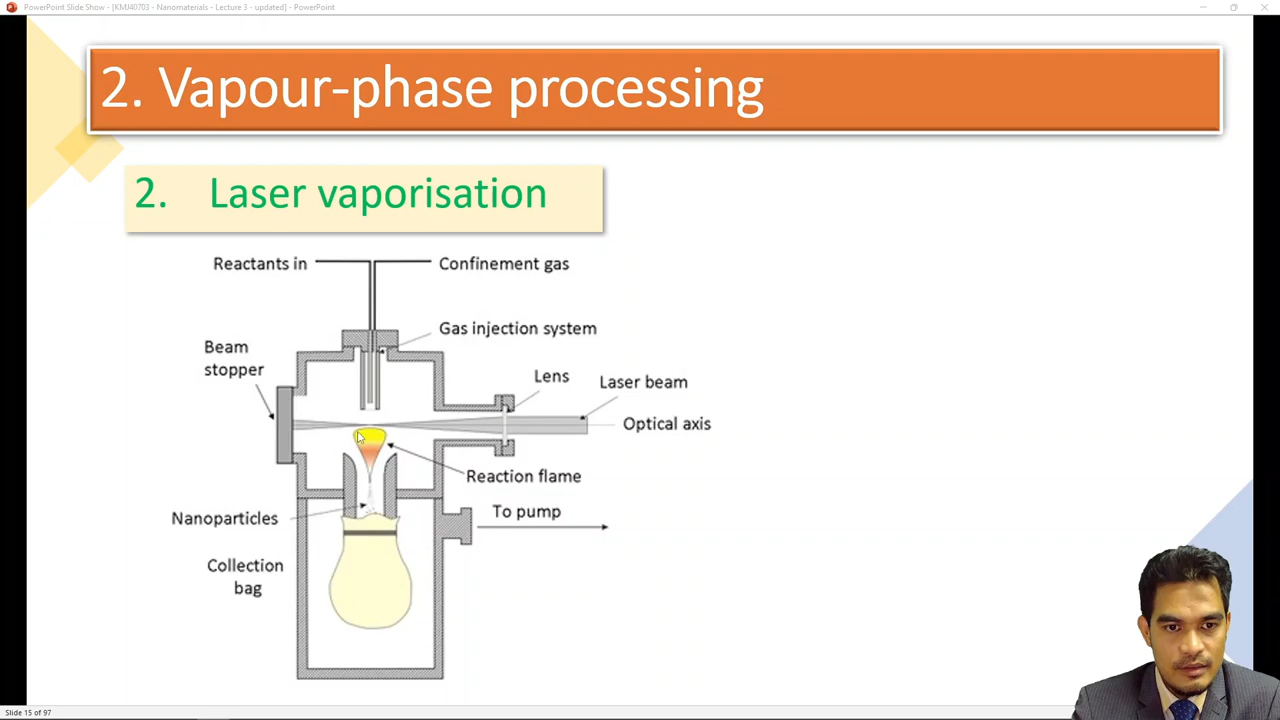 PowerPoint Slide Show - [KMJ40703 - Nanomaterials - Lecture 3 - updated] - PowerPoint
2. Vapour-phase processing
2. Laser vaporisation
Reactants in
Confinement gas
Gas injection system
Beam
stopper
Lens
Laser beam
Optical axis
Reaction flame
Nanoparticles
To pump
Collection
bag
Slide 15 of 97